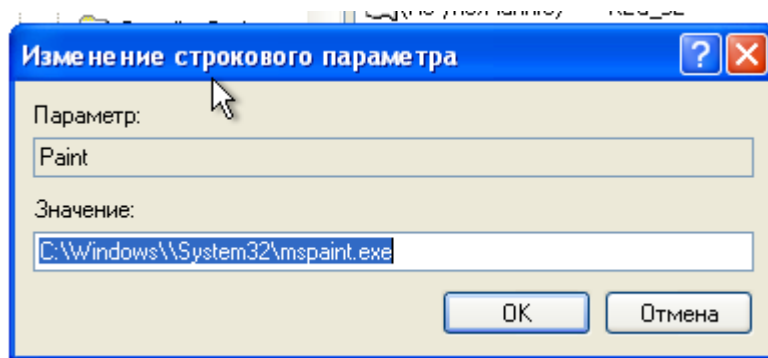 Изменение строкового параметра
Параметр:
Paint
Значение:
C:\Windows\\System32\mspaint.exe
OK
Отмена